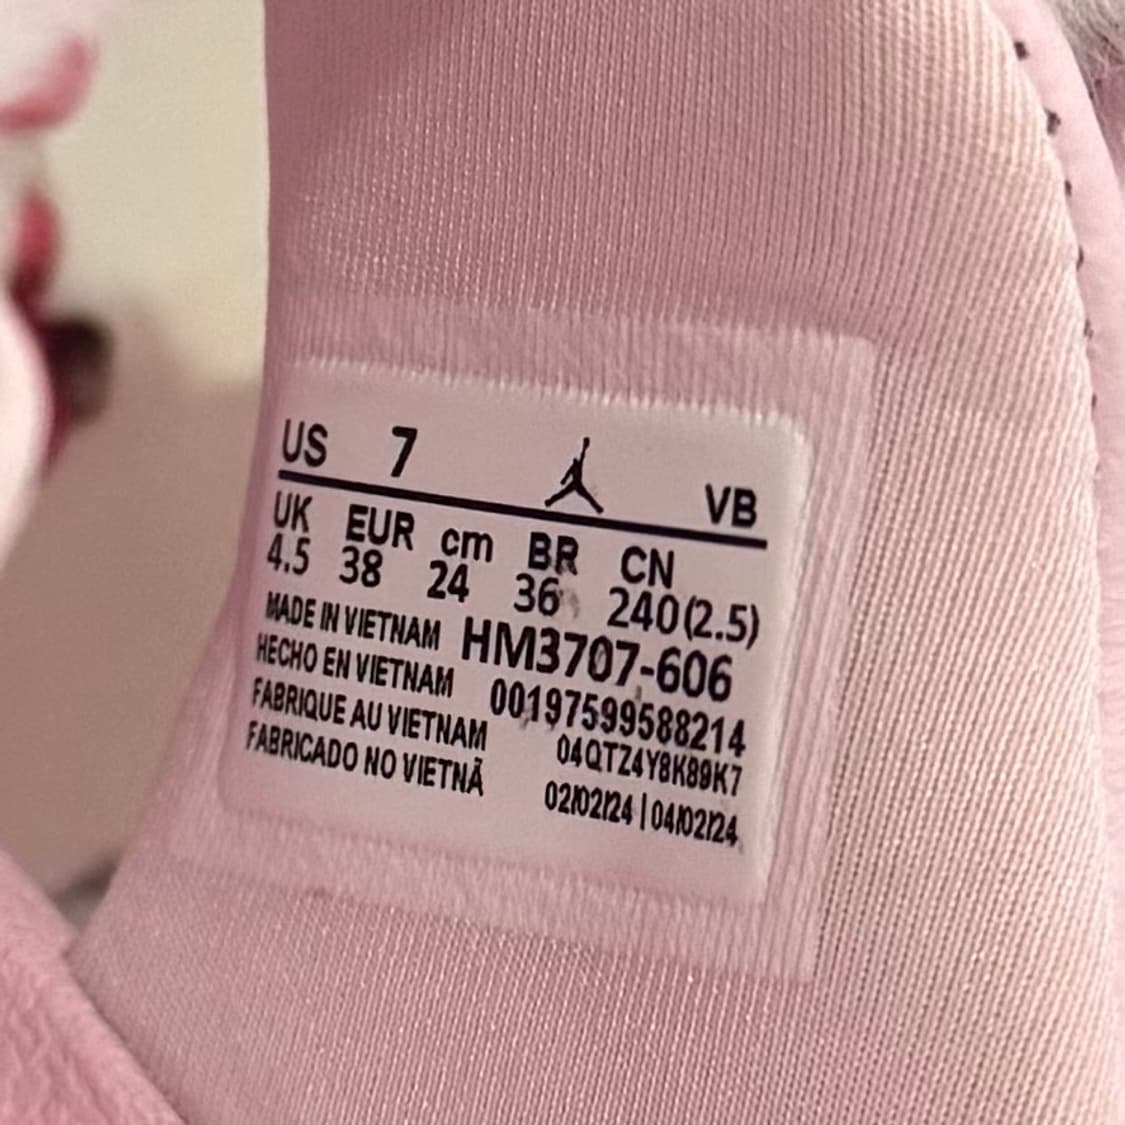 US 7 VB
UK EUR cm BR CN
4.5 38 24 36 240(2.5)
MADE IN VIETNAM HM3707-606
HECHO EN VIETNAM 00197599588214
FABRIQUE AU VIETNAM 04QTZ4Y8K89K7
FABRICADO NO VIETNÃ 02/02/24 | 04/02/24